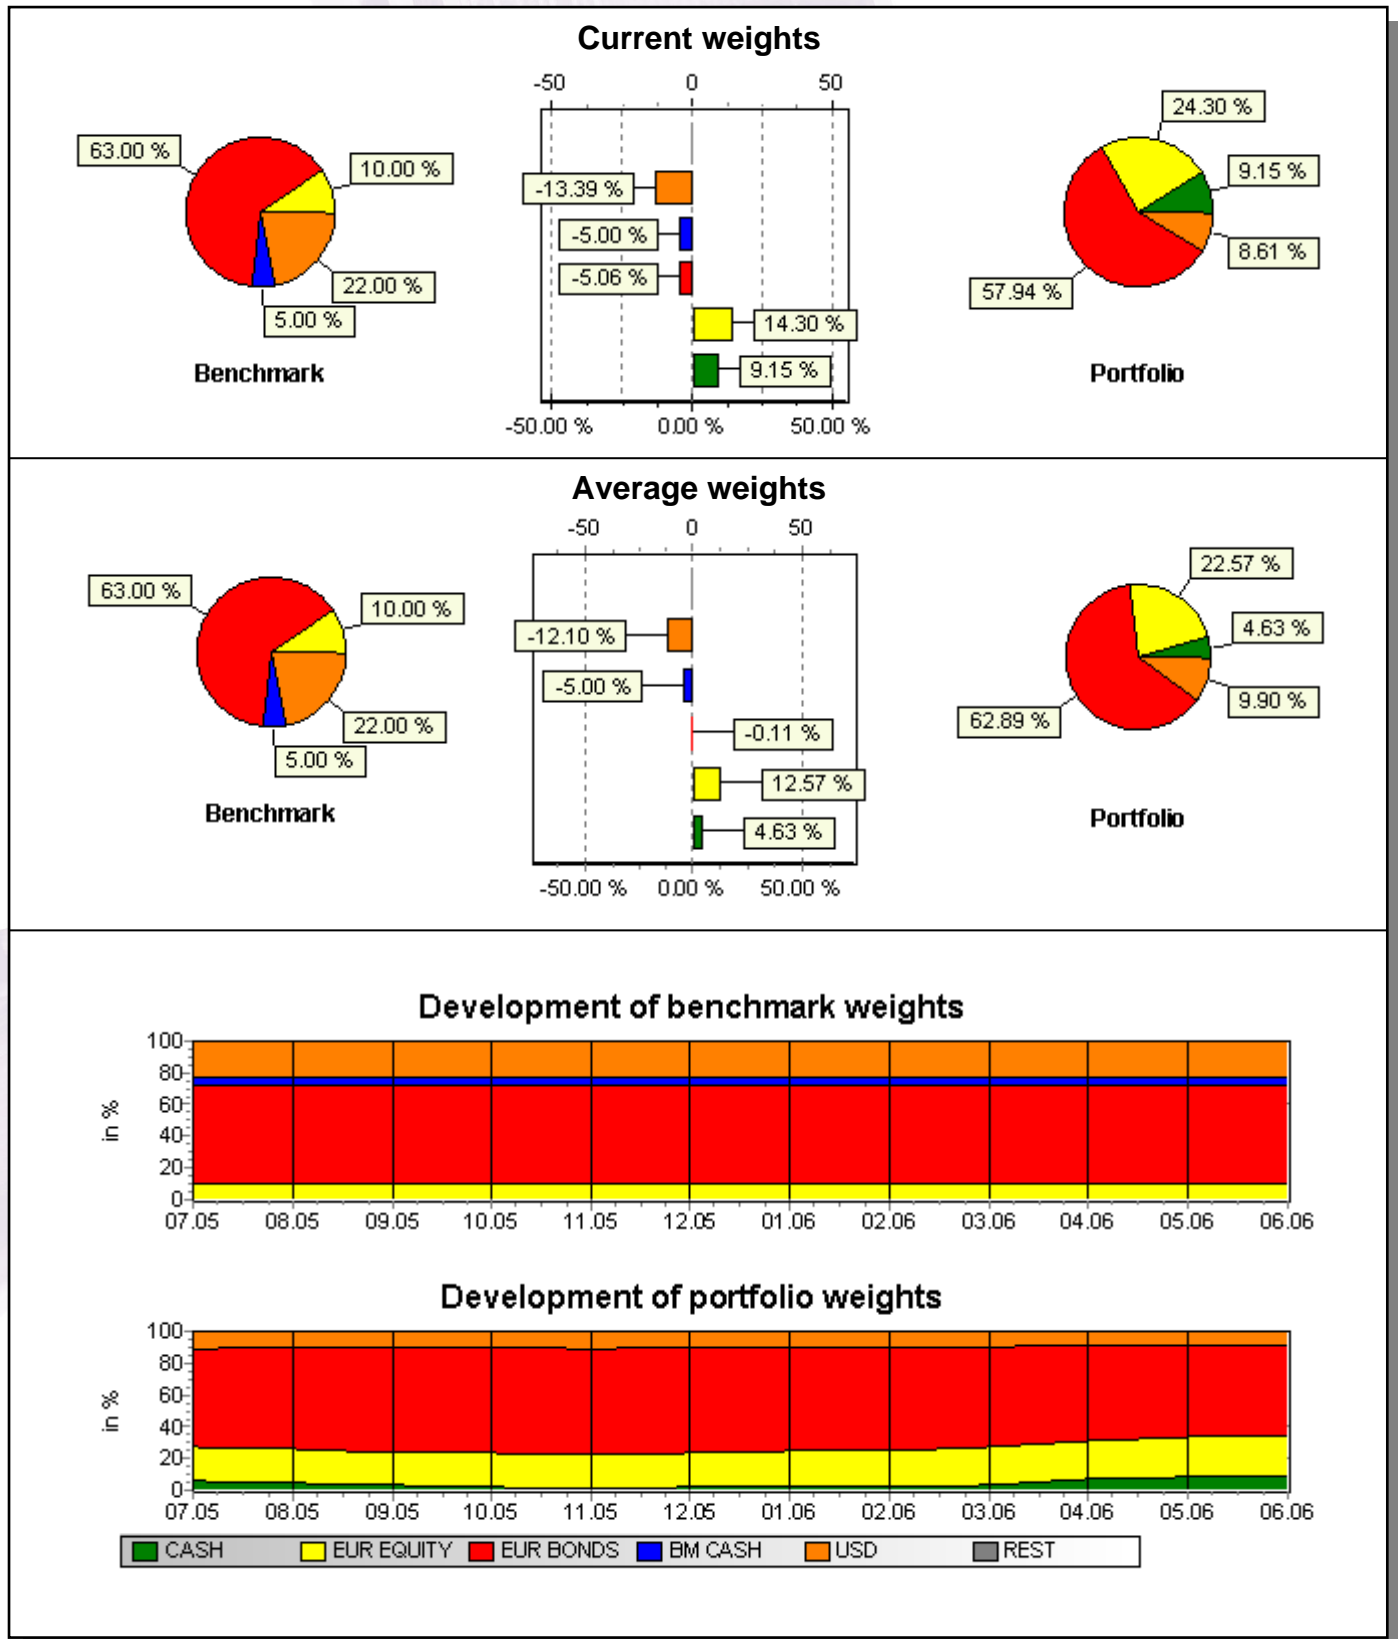 Current weights
-50 0 50
24.30 %
63.00 %
10.00 %
9.15 %
-13.39 %
-5.00 %
8.61 %
-5.06 %
22.00 %
57.94 %
5.00 %
14.30 %
9.15 %
Benchmark
Portfolio
-50.00 % 0.00 % 50.00 %
Average weights
-50 0 50
22.57 %
63.00 %
10.00 %
4.63 %
-12.10 %
-5.00 %
9.90 %
62.89 %
22.00 %
-0.11 %
5.00 %
12.57 %
Benchmark
Portfolio
4.63 %
-50.00 % 0.00 % 50.00 %
Development of benchmark weights
100
80
60
40
20
0
in %
07.05 08.05 09.05 10.05 11.05 12.05 01.06 02.06 03.06 04.06 05.06 06.06
Development of portfolio weights
100
80
60
40
20
0
in %
07.05 08.05 09.05 10.05 11.05 12.05 01.06 02.06 03.06 04.06 05.06 06.06
CASH EUR EQUITY EUR BONDS BM CASH USD REST